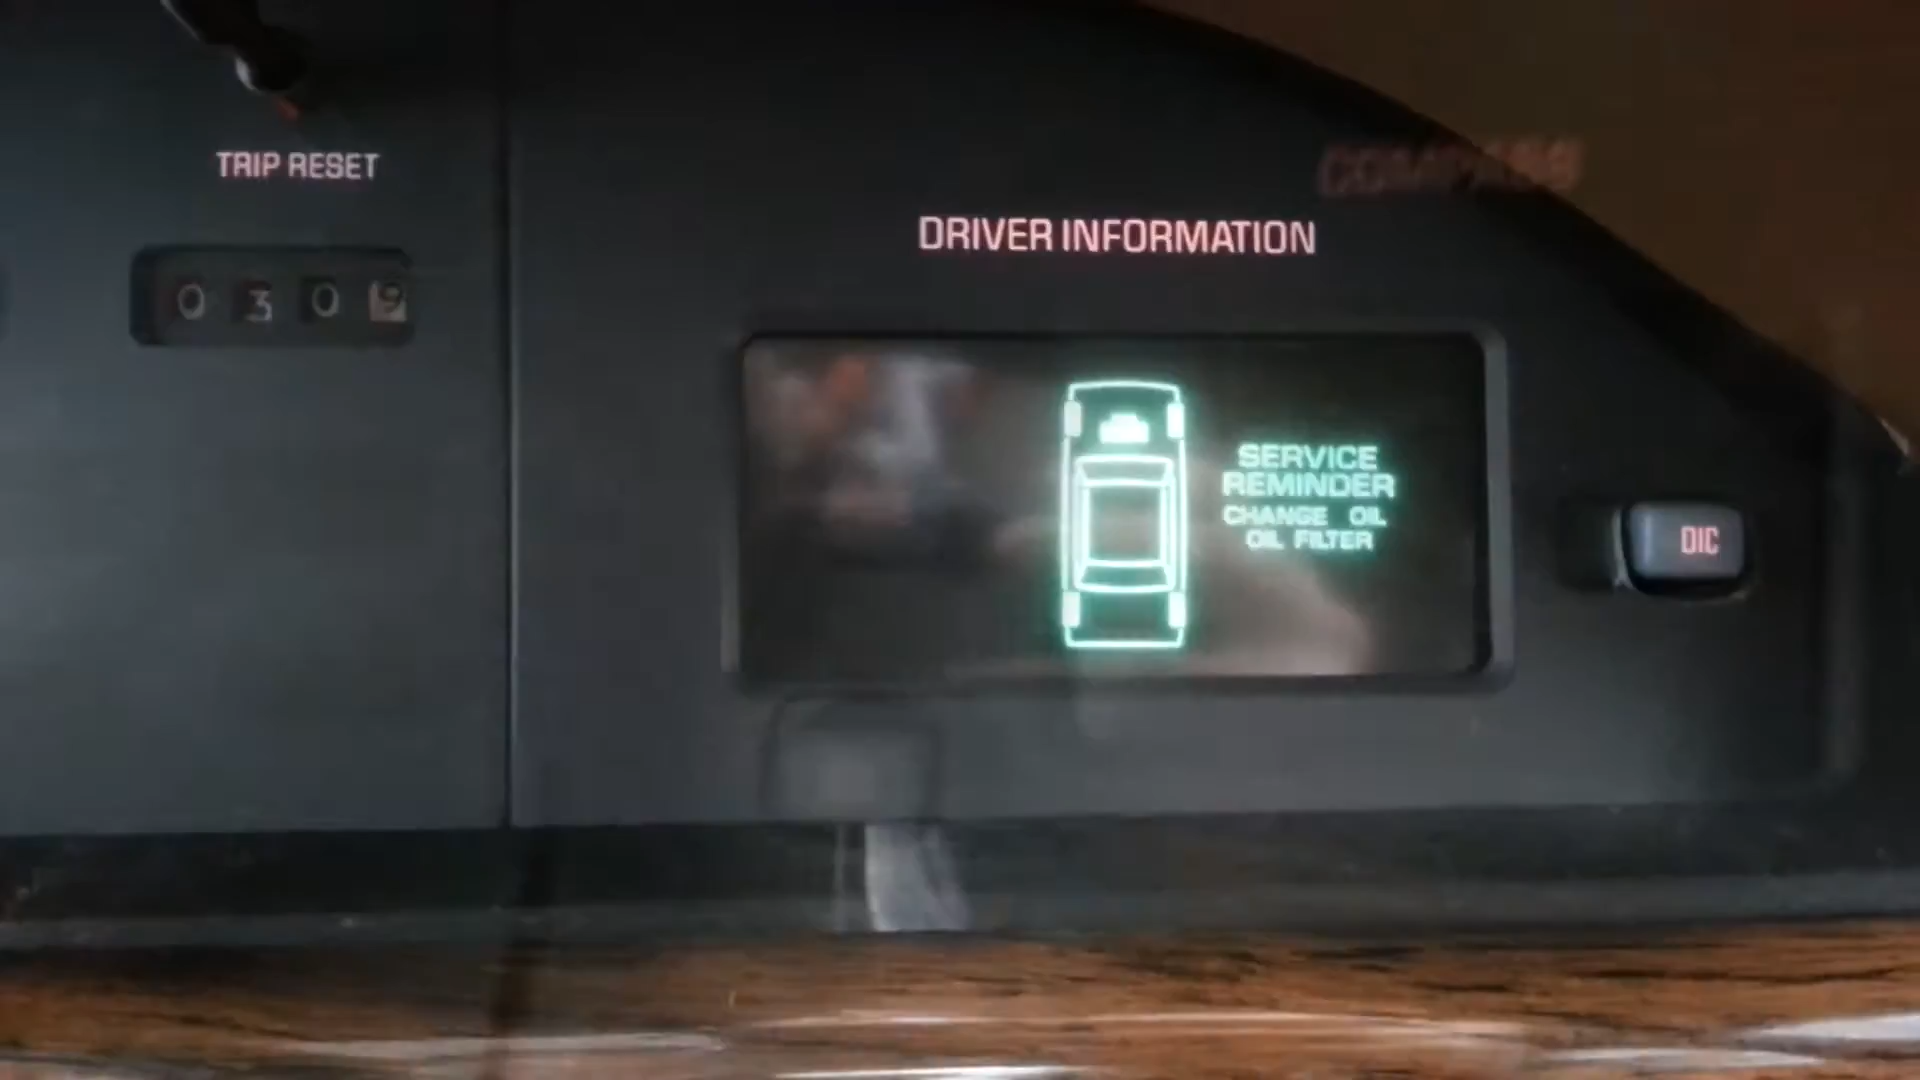 TRIP RESET
0 3 0 9
DRIVER INFORMATION
SERVICE
REMINDER
CHANGE OIL
OIL FILTER
DIC